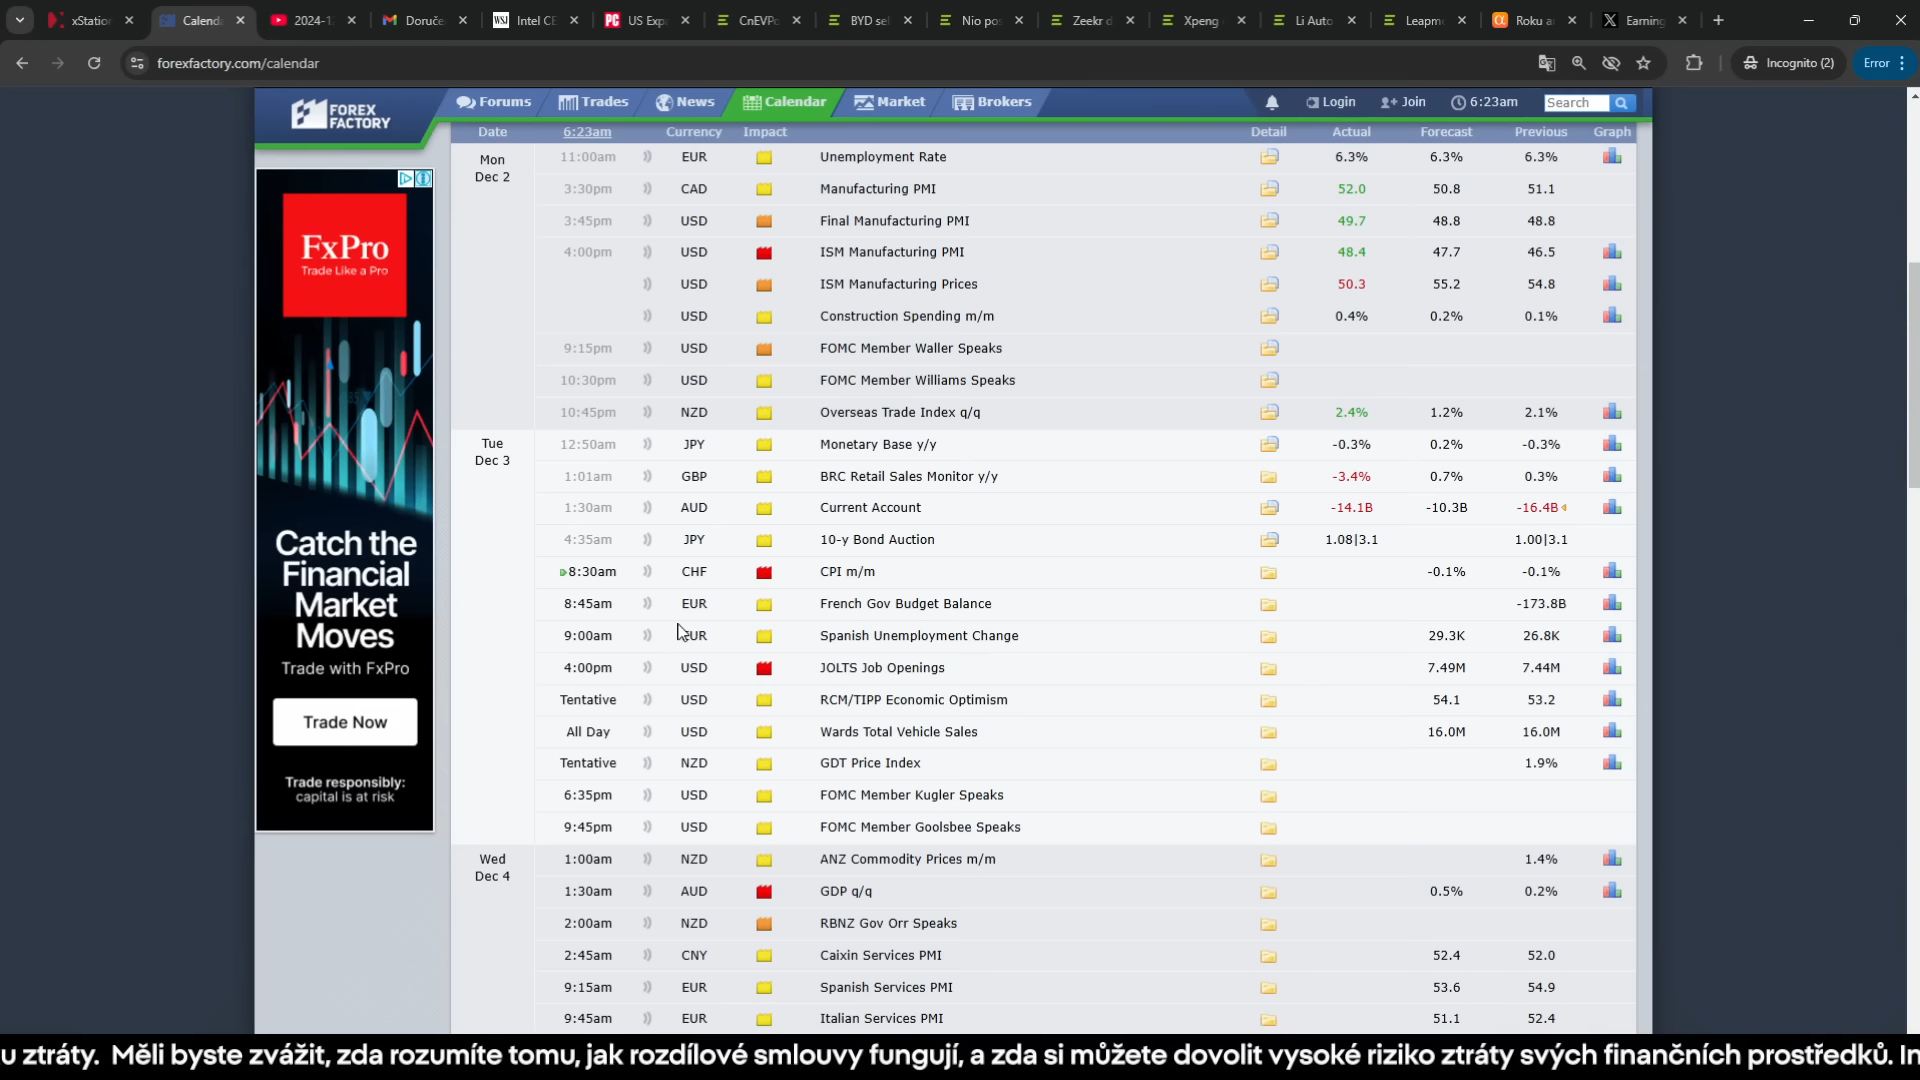 xStation
Calend
2024-1
Doruče
Intel CE
US Exp
CnEVPo
BYD sel
Nio pos
Zeekr d
Xpeng
Li Auto
Leapm
Roku a
Earning
forexfactory.com/calendar
Incognito (2)
Error
FOREX FACTORY
Forums Trades News Calendar Market Brokers
Login Join 6:23am Search
Date 6:23am Currency Impact Detail Actual Forecast Previous Graph
Mon Dec 2
11:00am EUR Unemployment Rate 6.3% 6.3% 6.3%
3:30pm CAD Manufacturing PMI 52.0 50.8 51.1
3:45pm USD Final Manufacturing PMI 49.7 48.8 48.8
4:00pm USD ISM Manufacturing PMI 48.4 47.7 46.5
USD ISM Manufacturing Prices 50.3 55.2 54.8
USD Construction Spending m/m 0.4% 0.2% 0.1%
9:15pm USD FOMC Member Waller Speaks
10:30pm USD FOMC Member Williams Speaks
10:45pm NZD Overseas Trade Index q/q 2.4% 1.2% 2.1%
Tue Dec 3
12:50am JPY Monetary Base y/y -0.3% 0.2% -0.3%
1:01am GBP BRC Retail Sales Monitor y/y -3.4% 0.7% 0.3%
1:30am AUD Current Account -14.1B -10.3B -16.4B
4:35am JPY 10-y Bond Auction 1.08|3.1 1.00|3.1
8:30am CHF CPI m/m -0.1% -0.1%
8:45am EUR French Gov Budget Balance -173.8B
9:00am EUR Spanish Unemployment Change 29.3K 26.8K
4:00pm USD JOLTS Job Openings 7.49M 7.44M
Tentative USD RCM/TIPP Economic Optimism 54.1 53.2
All Day USD Wards Total Vehicle Sales 16.0M 16.0M
Tentative NZD GDT Price Index 1.9%
6:35pm USD FOMC Member Kugler Speaks
9:45pm USD FOMC Member Goolsbee Speaks
Wed Dec 4
1:00am NZD ANZ Commodity Prices m/m 1.4%
1:30am AUD GDP q/q 0.5% 0.2%
2:00am NZD RBNZ Gov Orr Speaks
2:45am CNY Caixin Services PMI 52.4 52.0
9:15am EUR Spanish Services PMI 53.6 54.9
9:45am EUR Italian Services PMI 51.1 52.4
FxPro
Trade Like a Pro
Catch the
Financial
Market
Moves
Trade with FxPro
Trade Now
Trade responsibly:
capital is at risk
u ztráty. Měli byste zvážit, zda rozumíte tomu, jak rozdílové smlouvy fungují, a zda si můžete dovolit vysoké riziko ztráty svých finančních prostředků. In